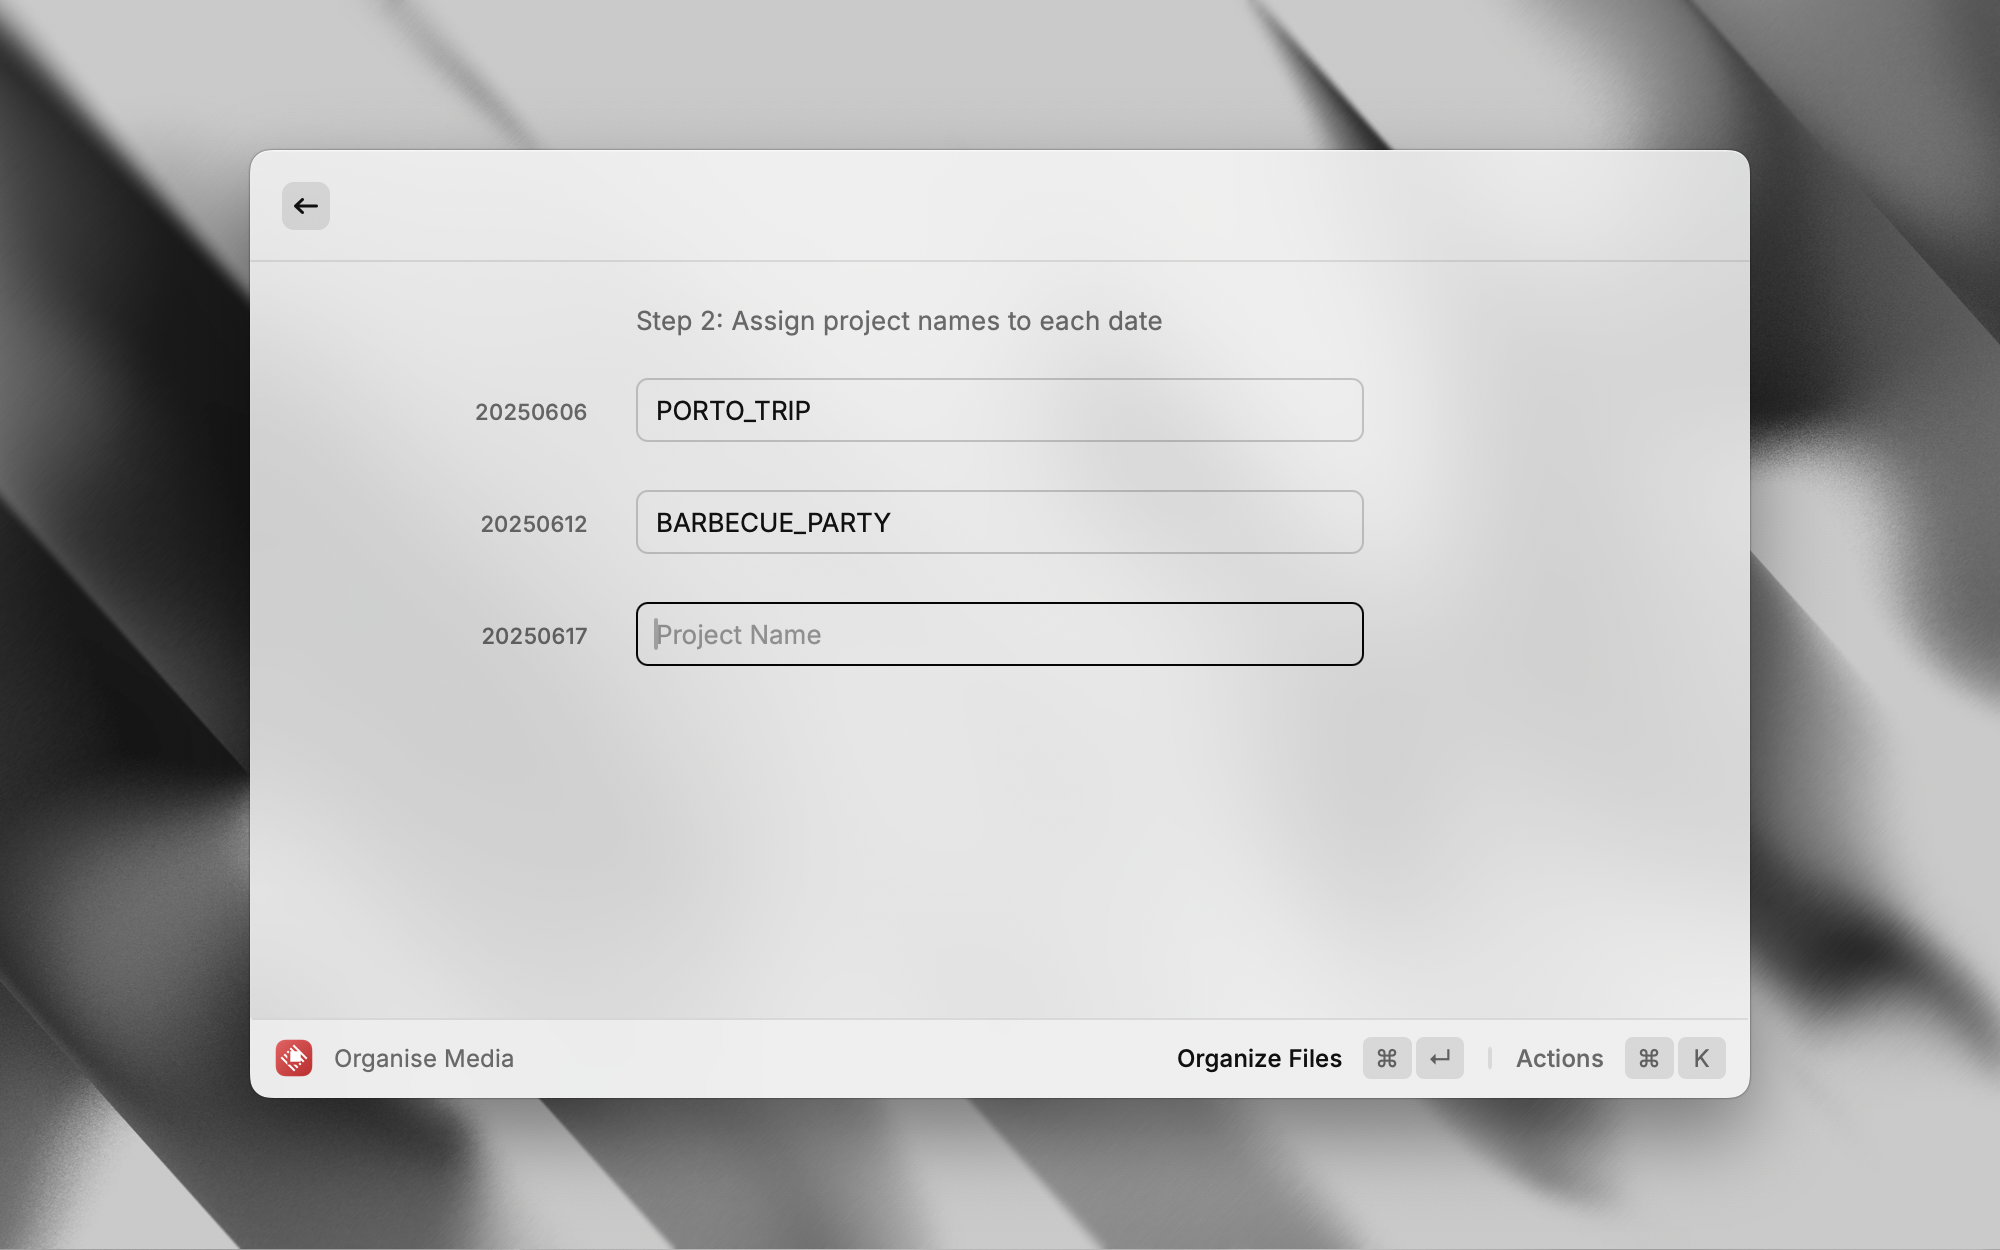 Step 2: Assign project names to each date
20250606 PORTO_TRIP
20250612 BARBECUE_PARTY
20250617 Project Name
Organise Media Organize Files ⌘ ↵ Actions ⌘ K